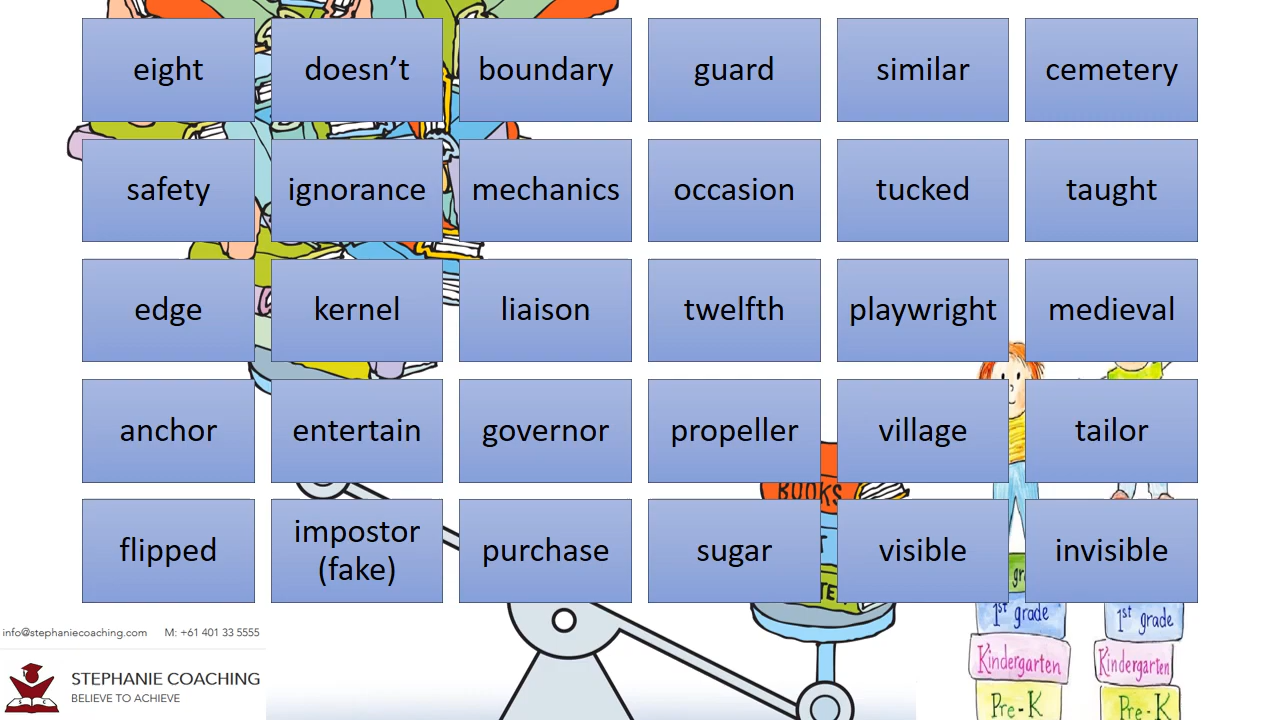 eight doesn’t boundary guard similar cemetery
safety ignorance mechanics occasion tucked taught
edge kernel liaison twelfth playwright medieval
anchor entertain governor propeller village tailor
BOOKS
flipped impostor purchase sugar visible invisible
(fake)
1st grade 1st grade
info@stephaniecoaching.com M: +61 401 33 5555
Kindergarten Kindergarten
STEPHANIE COACHING
BELIEVE TO ACHIEVE
S C
Pre-K Pre-K